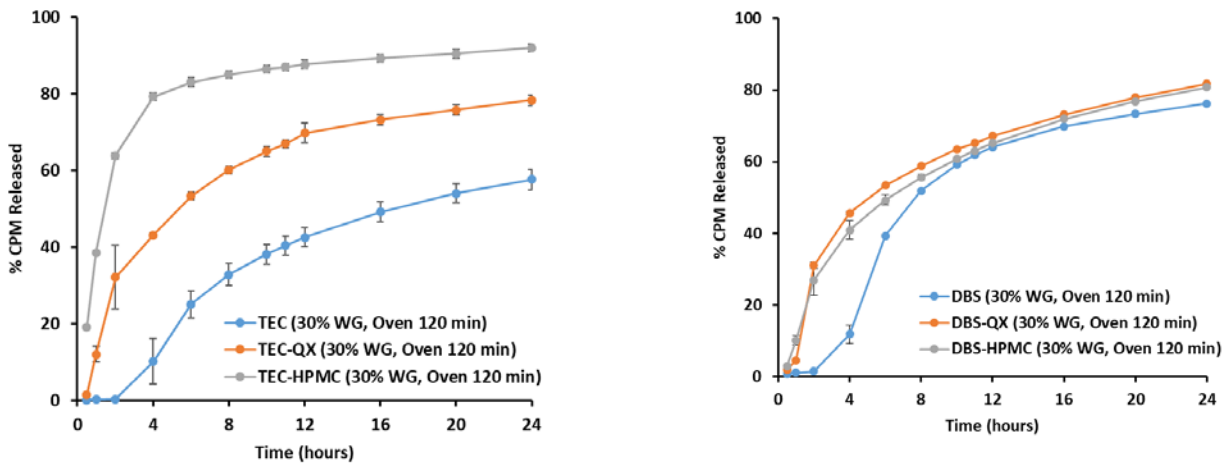 100
80
60
40
20
0
% CPM Released
0 4 8 12 16 20 24
Time (hours)
TEC (30% WG, Oven 120 min)
TEC-QX (30% WG, Oven 120 min)
TEC-HPMC (30% WG, Oven 120 min)
100
80
60
40
20
0
% CPM Released
0 4 8 12 16 20 24
Time (hours)
DBS (30% WG, Oven 120 min)
DBS-QX (30% WG, Oven 120 min)
DBS-HPMC (30% WG, Oven 120 min)